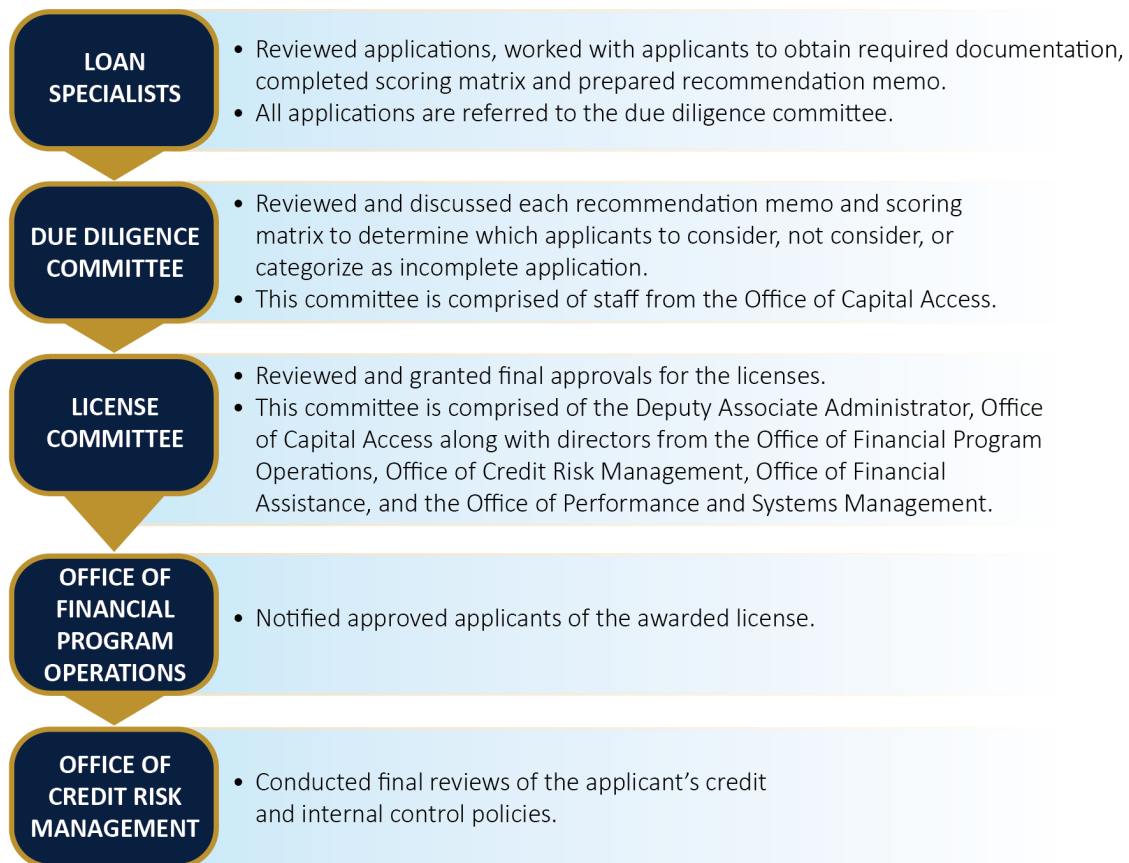 LOAN
SPECIALISTS
• Reviewed applications, worked with applicants to obtain required documentation,
completed scoring matrix and prepared recommendation memo.
• All applications are referred to the due diligence committee.
DUE DILIGENCE
COMMITTEE
• Reviewed and discussed each recommendation memo and scoring
matrix to determine which applicants to consider, not consider, or
categorize as incomplete application.
• This committee is comprised of staff from the Office of Capital Access.
LICENSE
COMMITTEE
• Reviewed and granted final approvals for the licenses.
• This committee is comprised of the Deputy Associate Administrator, Office
of Capital Access along with directors from the Office of Financial Program
Operations, Office of Credit Risk Management, Office of Financial
Assistance, and the Office of Performance and Systems Management.
OFFICE OF
FINANCIAL
PROGRAM
OPERATIONS
• Notified approved applicants of the awarded license.
OFFICE OF
CREDIT RISK
MANAGEMENT
• Conducted final reviews of the applicant’s credit
and internal control policies.